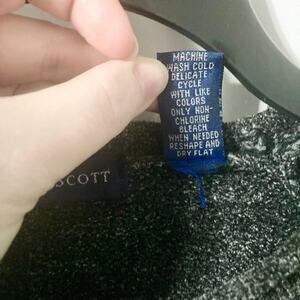 MACHINE
WASH COLD
DELICATE
CYCLE
WITH LIKE
COLORS
ONLY NON-
CHLORINE
BLEACH
WHEN NEEDED
RESHAPE AND
DRY FLAT
SCOTT